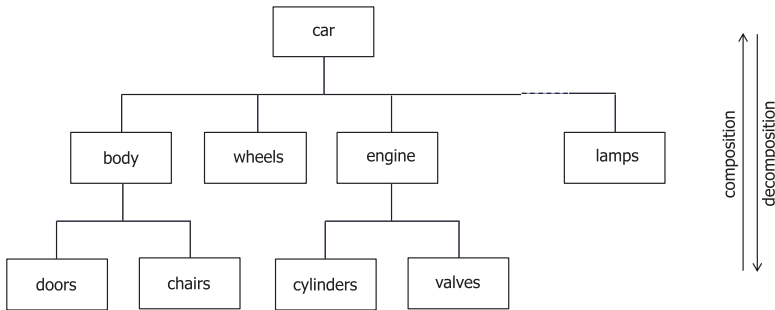 car
body
wheels
engine
lamps
doors
chairs
cylinders
valves
composition
decomposition